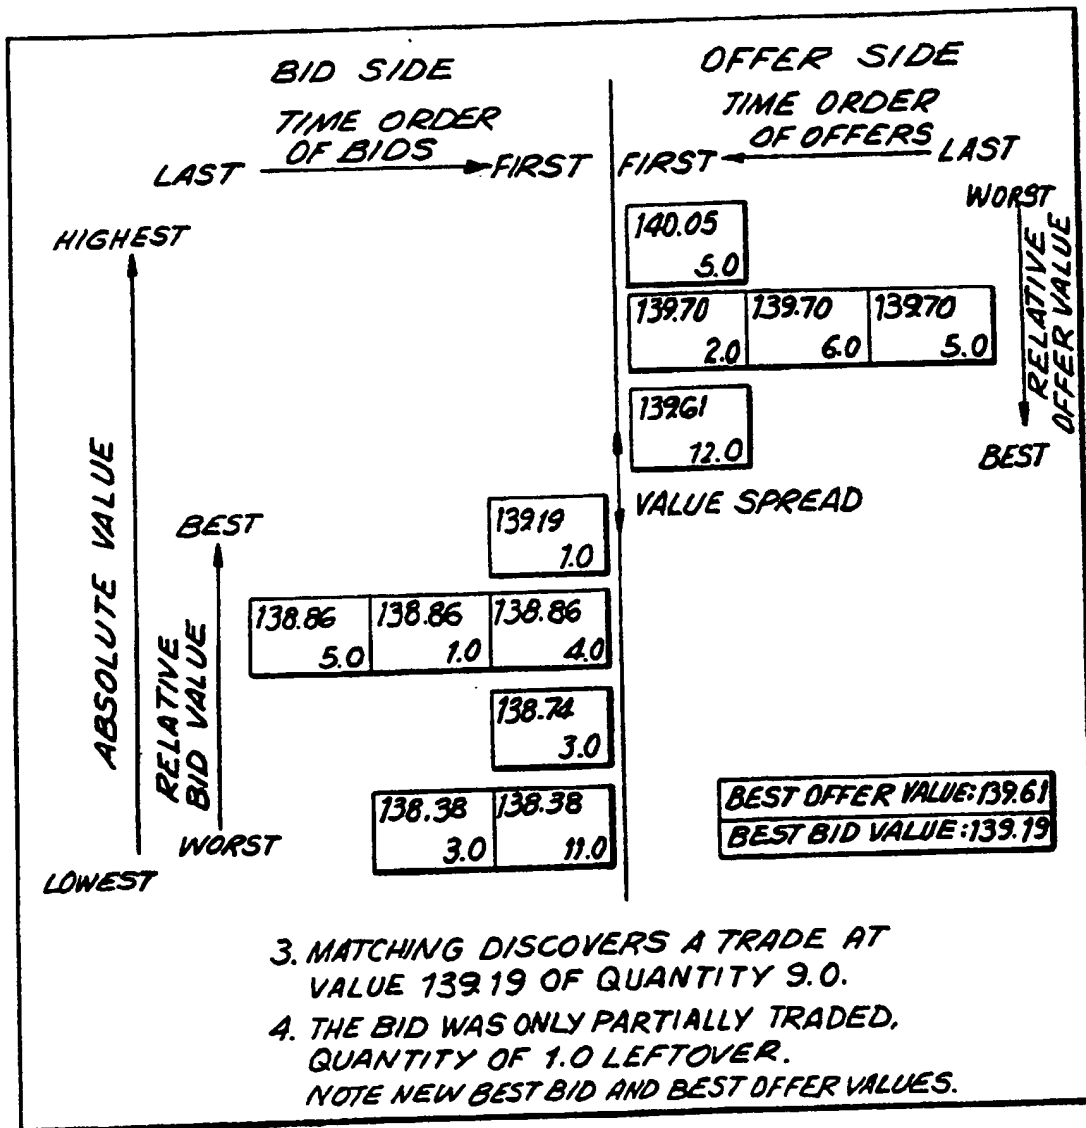 BID SIDE
OFFER SIDE
TIME ORDER
OF BIDS
TIME ORDER
OF OFFERS
LAST
FIRST
FIRST
LAST
HIGHEST
LOWEST
ABSOLUTE VALUE
BEST
WORST
RELATIVE
BID VALUE
WORST
BEST
RELATIVE
OFFER VALUE
140.05
5.0
139.70 139.70 139.70
2.0 6.0 5.0
139.61
12.0
VALUE SPREAD
139.19
1.0
138.86 138.86 138.86
5.0 1.0 4.0
138.74
3.0
138.38 138.38
3.0 11.0
BEST OFFER VALUE:139.61
BEST BID VALUE:139.19
3. MATCHING DISCOVERS A TRADE AT
VALUE 139.19 OF QUANTITY 9.0.
4. THE BID WAS ONLY PARTIALLY TRADED,
QUANTITY OF 1.0 LEFTOVER.
NOTE NEW BEST BID AND BEST OFFER VALUES.